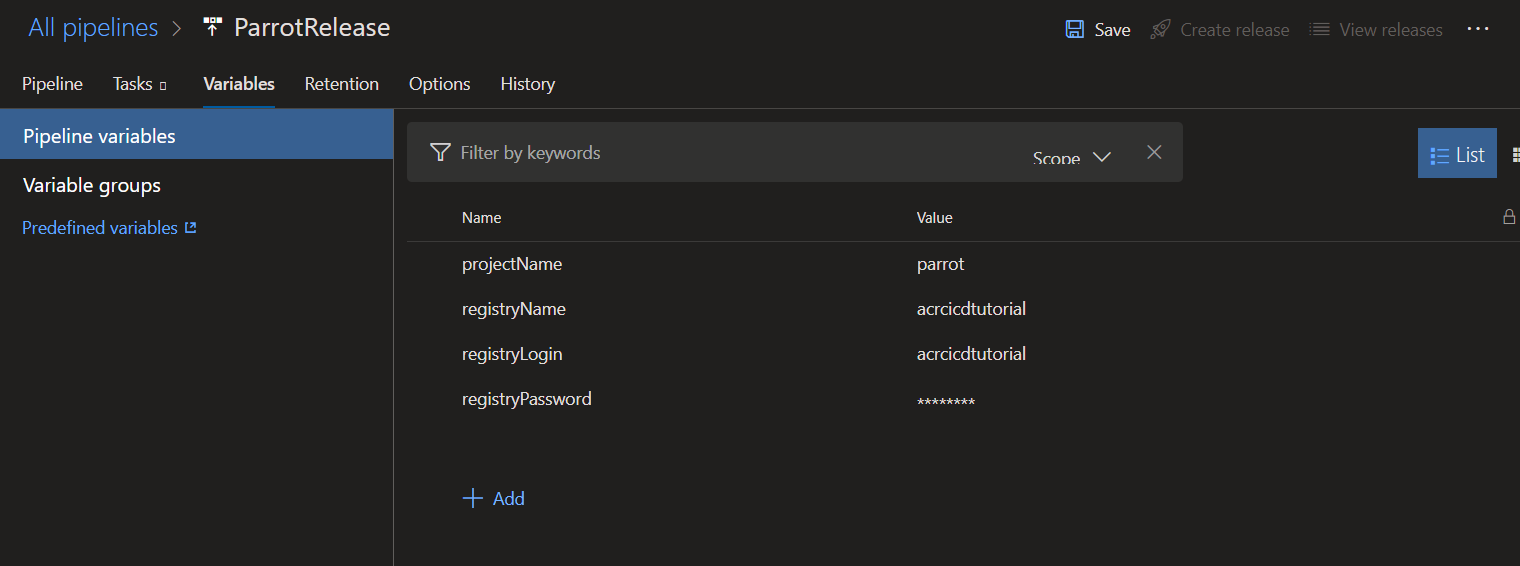 All pipelines > ParrotRelease
Save
Create release
View releases
...
Pipeline Tasks Variables Retention Options History
Pipeline variables
Variable groups
Predefined variables
Filter by keywords
Scope
List
Name Value
projectName parrot
registryName acrcicdtutorial
registryLogin acrcicdtutorial
registryPassword ********
+ Add